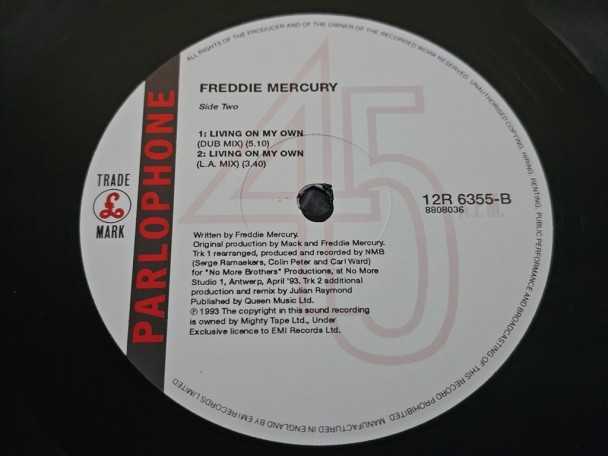 ALL RIGHTS OF THE PRODUCER AND OF THE OWNER OF THE RECORDED WORK RESERVED. UNAUTHORISED COPYING, HIRING, RENTING, PUBLIC PERFORMANCE AND BROADCASTING OF THIS RECORD PROHIBITED. MANUFACTURED IN ENGLAND BY EMI RECORDS LIMITED
45
FREDDIE MERCURY
Side Two
1: LIVING ON MY OWN
(DUB MIX) (5.10)
2: LIVING ON MY OWN
(L.A. MIX) (3.40)
TRADE
£
MARK
PARLOPHONE
12R 6355-B
8808036
Written by Freddie Mercury.
Original production by Mack and Freddie Mercury.
Trk 1 rearranged, produced and recorded by NMB
(Serge Ramaekers, Colin Peter and Carl Ward)
for "No More Brothers" Productions, at No More
Studio 1, Antwerp, April '93. Trk 2 additional
production and remix by Julian Raymond
Published by Queen Music Ltd.
℗ 1993 The copyright in this sound recording
is owned by Mighty Tape Ltd., Under
Exclusive licence to EMI Records Ltd.